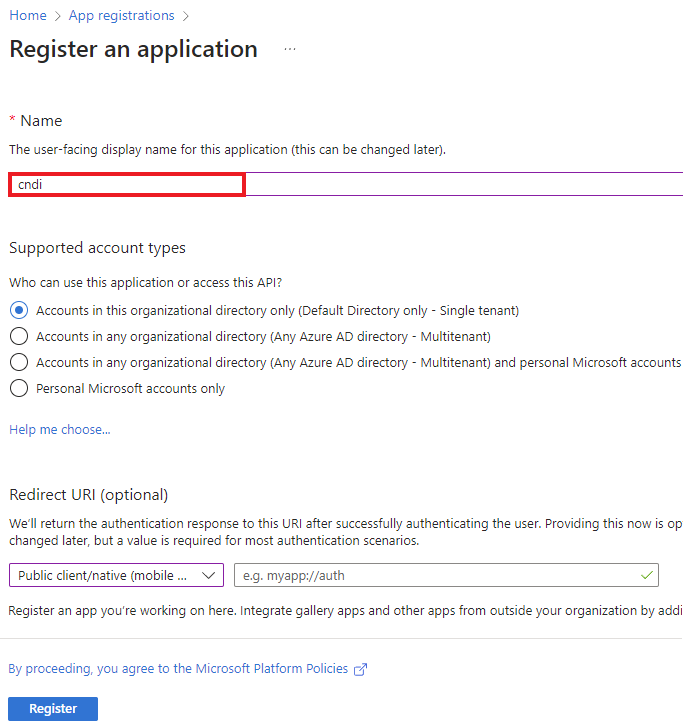 Home > App registrations >
Register an application ...
* Name
The user-facing display name for this application (this can be changed later).
cndi
Supported account types
Who can use this application or access this API?
Accounts in this organizational directory only (Default Directory only - Single tenant)
Accounts in any organizational directory (Any Azure AD directory - Multitenant)
Accounts in any organizational directory (Any Azure AD directory - Multitenant) and personal Microsoft accounts
Personal Microsoft accounts only
Help me choose...
Redirect URI (optional)
We'll return the authentication response to this URI after successfully authenticating the user. Providing this now is op
changed later, but a value is required for most authentication scenarios.
Public client/native (mobile ... e.g. myapp://auth
Register an app you're working on here. Integrate gallery apps and other apps from outside your organization by addi
By proceeding, you agree to the Microsoft Platform Policies
Register